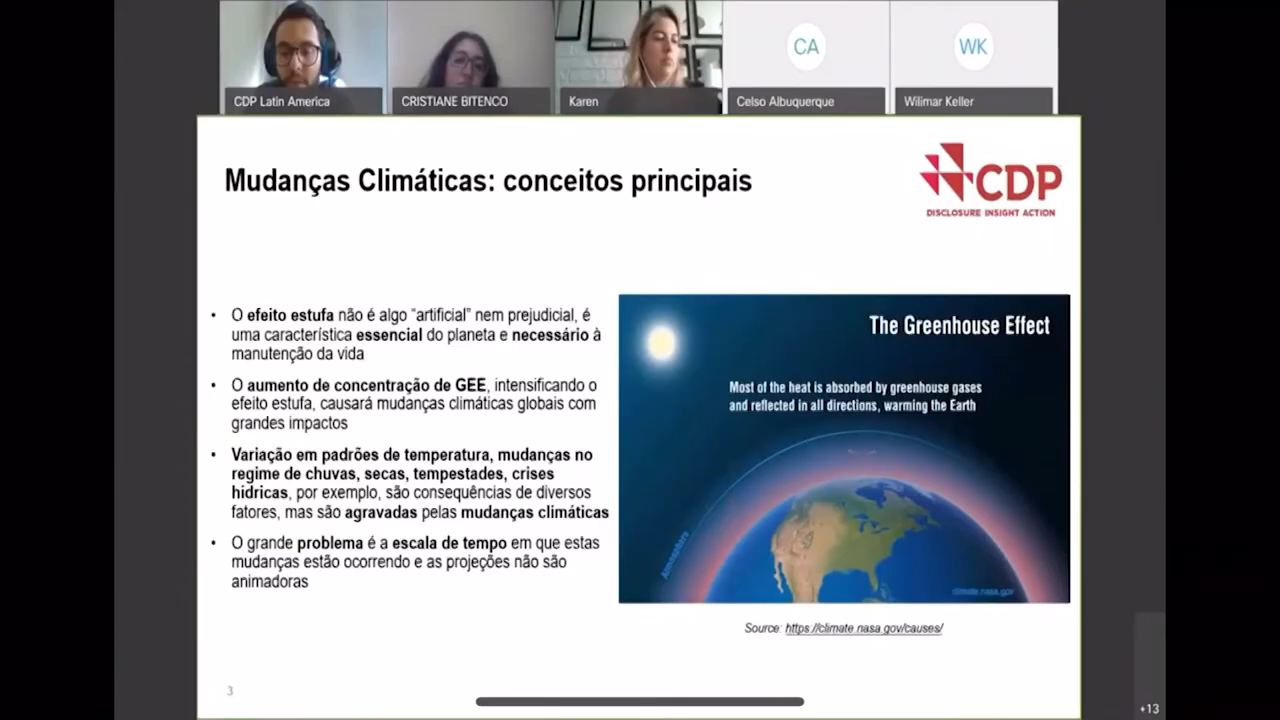 CA
WK
CDP Latin America
CRISTIANE BITENCO
Karen
Celso Albuquerque
Wilimar Keller
Mudanças Climáticas: conceitos principais
CDP
DISCLOSURE INSIGHT ACTION
• O efeito estufa não é algo “artificial” nem prejudicial, é
uma característica essencial do planeta e necessário à
manutenção da vida
• O aumento de concentração de GEE, intensificando o
efeito estufa, causará mudanças climáticas globais com
grandes impactos
• Variação em padrões de temperatura, mudanças no
regime de chuvas, secas, tempestades, crises
hídricas, por exemplo, são consequências de diversos
fatores, mas são agravadas pelas mudanças climáticas
• O grande problema é a escala de tempo em que estas
mudanças estão ocorrendo e as projeções não são
animadoras
The Greenhouse Effect
Most of the heat is absorbed by greenhouse gases
and reflected in all directions, warming the Earth
Atmosphere
climate.nasa.gov
Source: https://climate.nasa.gov/causes/
3
+13